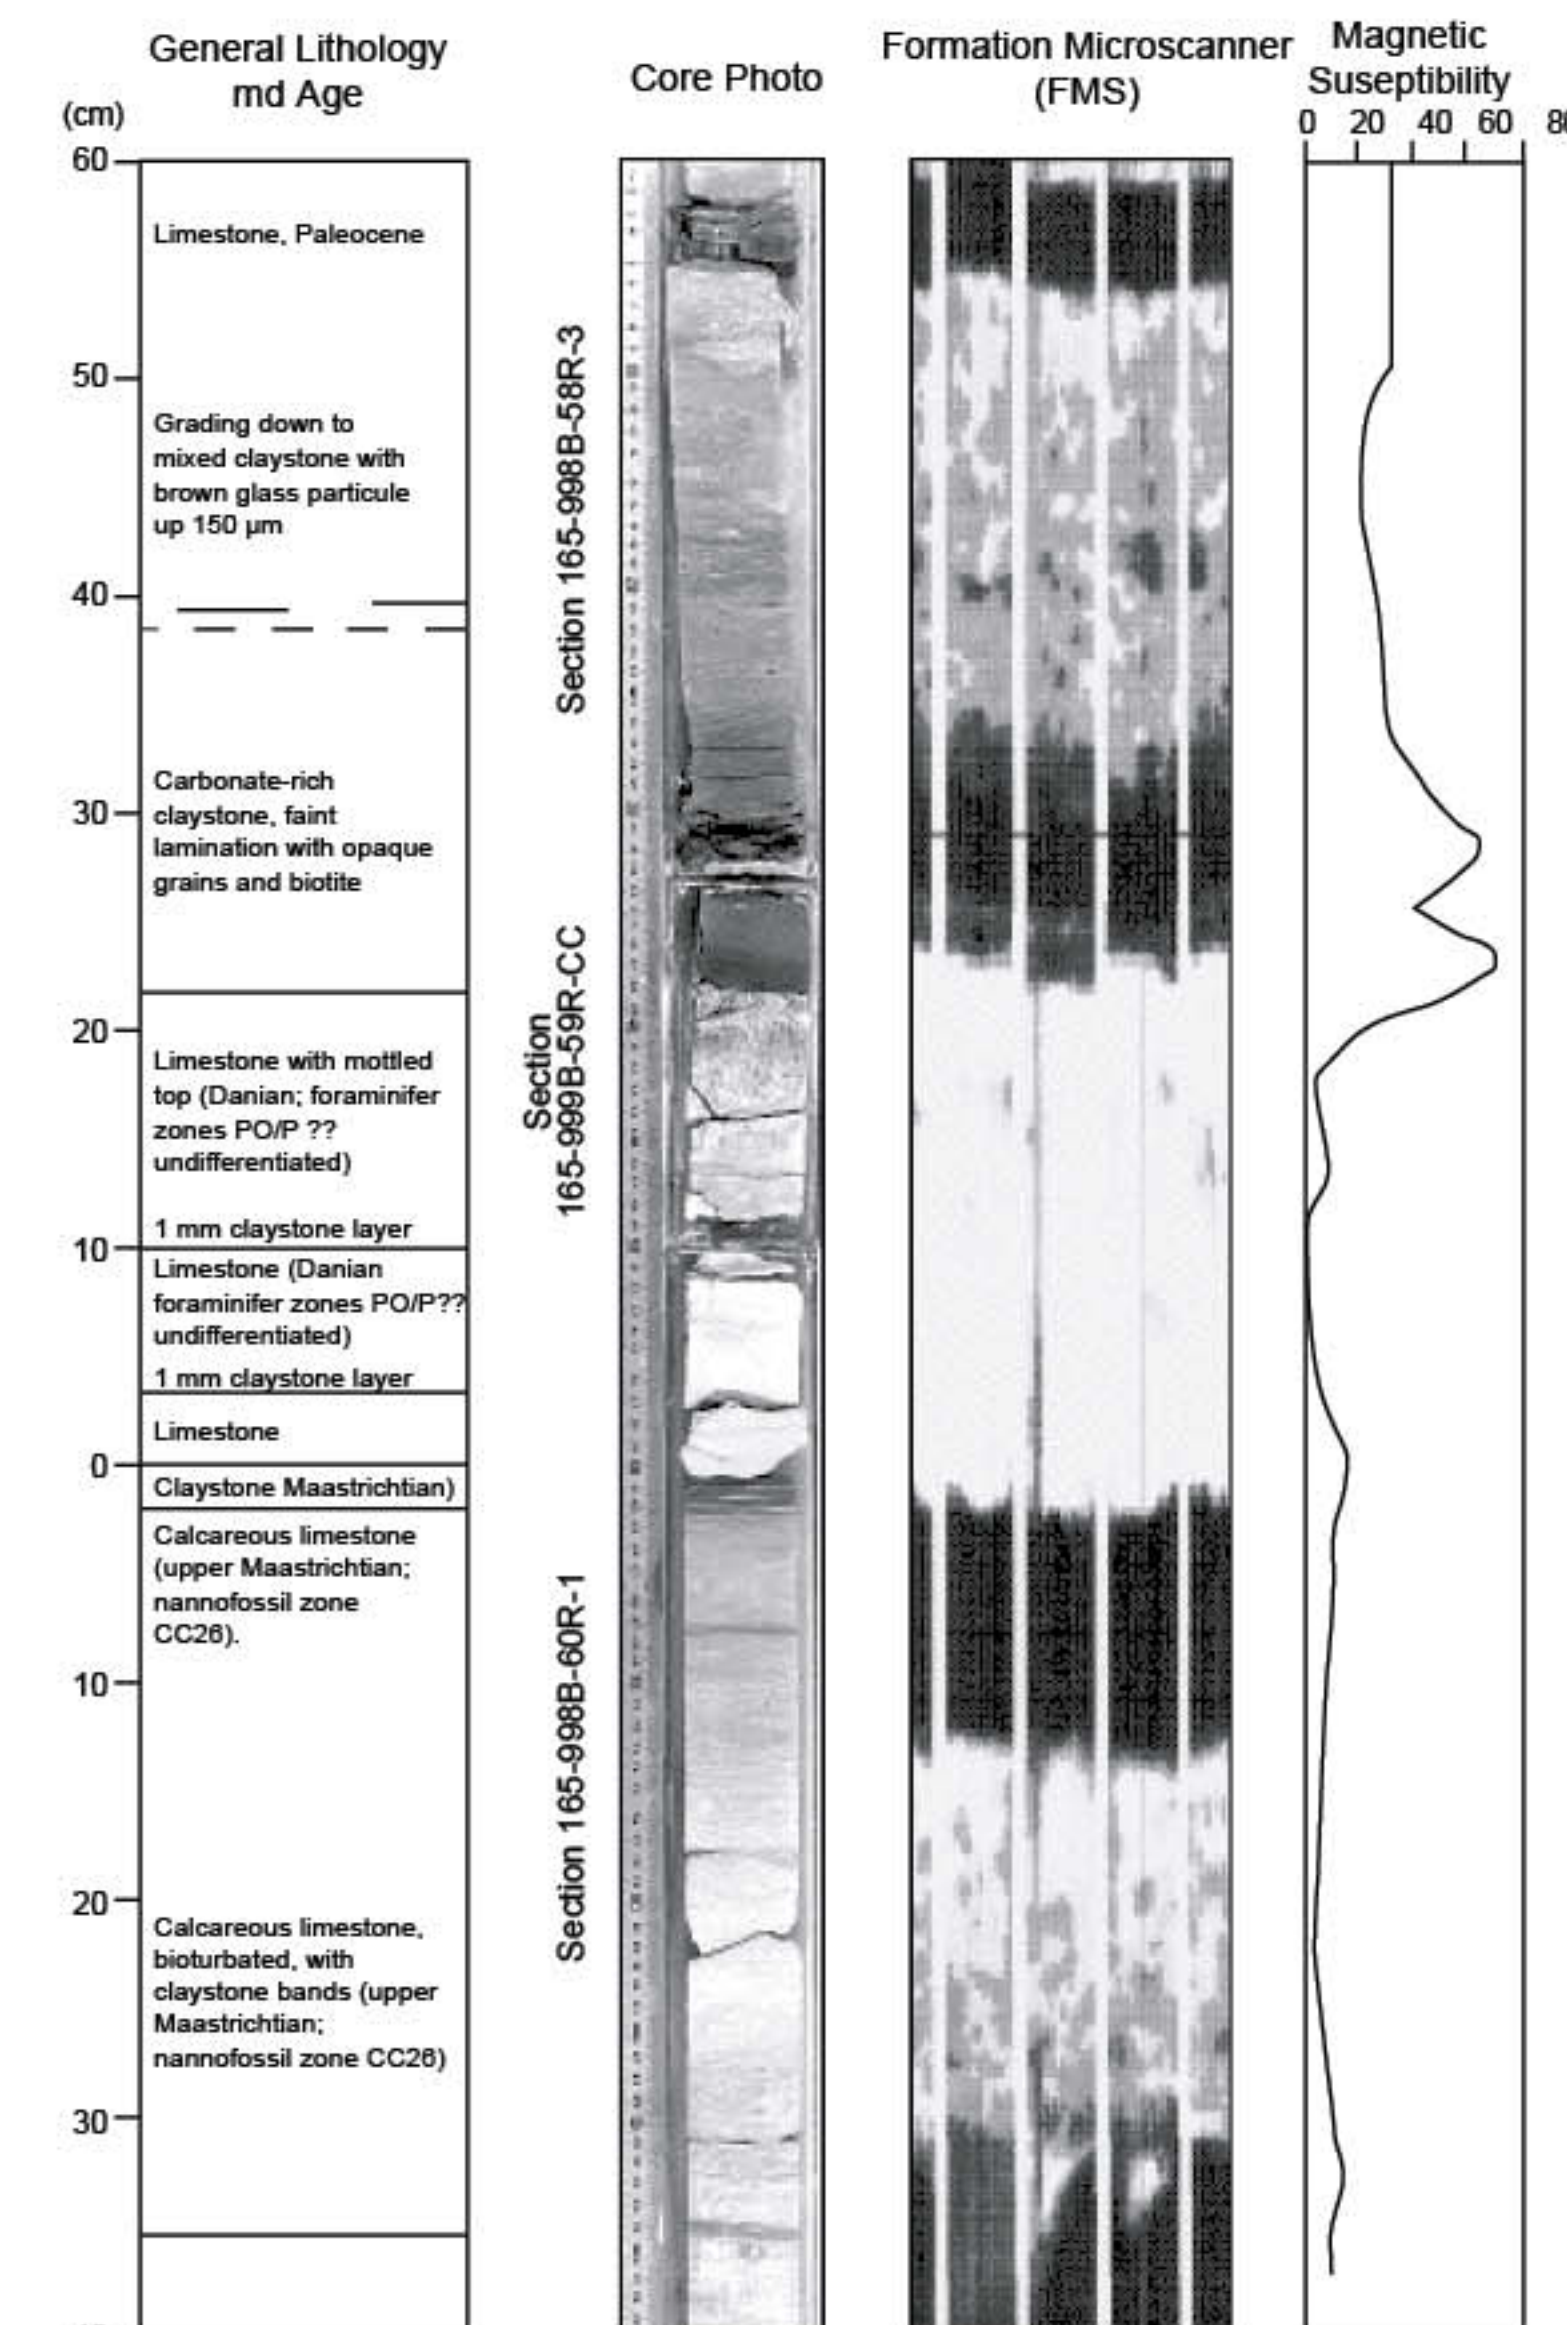 General Lithology
md Age
Core Photo
Formation Microscanner
(FMS)
Magnetic
Suseptibility
(cm)
0 20 40 60 80
60
Limestone, Paleocene
50
Grading down to
mixed claystone with
brown glass particule
up 150 µm
40
Carbonate-rich
claystone, faint
lamination with opaque
grains and biotite
30
20
Limestone with mottled
top (Danian; foraminifer
zones PO/P ??
undifferentiated)
1 mm claystone layer
10
Limestone (Danian
foraminifer zones PO/P??
undifferentiated)
1 mm claystone layer
Limestone
0
Claystone Maastrichtian)
Calcareous limestone
(upper Maastrichtian;
nannofossil zone
CC26).
10
20
Calcareous limestone,
bioturbated, with
claystone bands (upper
Maastrichtian;
nannofossil zone CC26)
30
Section 165-998B-58R-3
Section
165-999B-59R-CC
Section 165-998B-60R-1